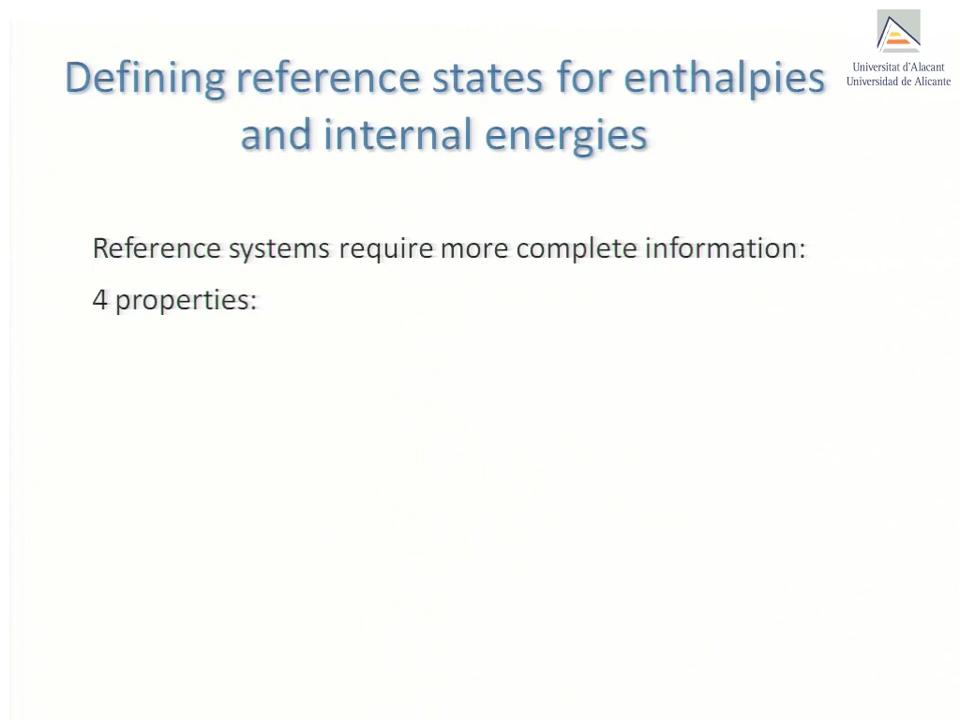 Universitat d'Alacant
Universidad de Alicante
Defining reference states for enthalpies
and internal energies
Reference systems require more complete information:
4 properties: